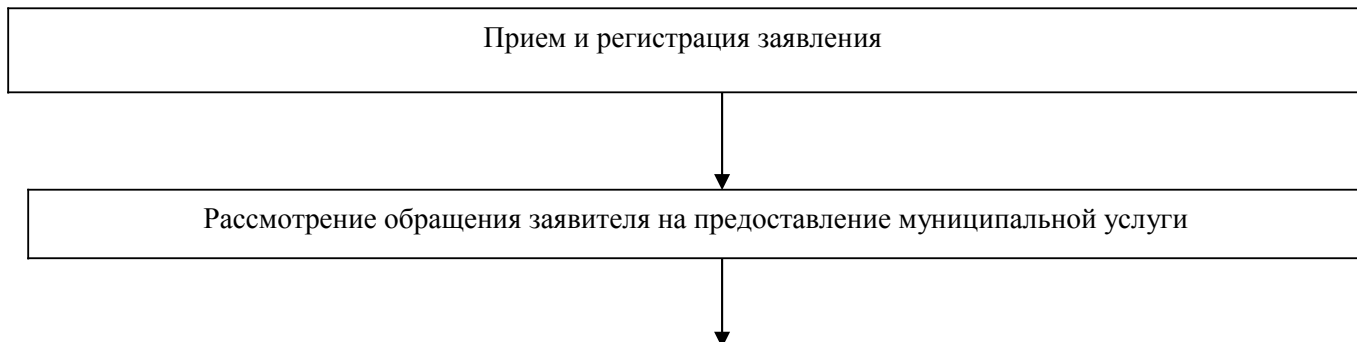 Прием и регистрация заявления
Рассмотрение обращения заявителя на предоставление муниципальной услуги